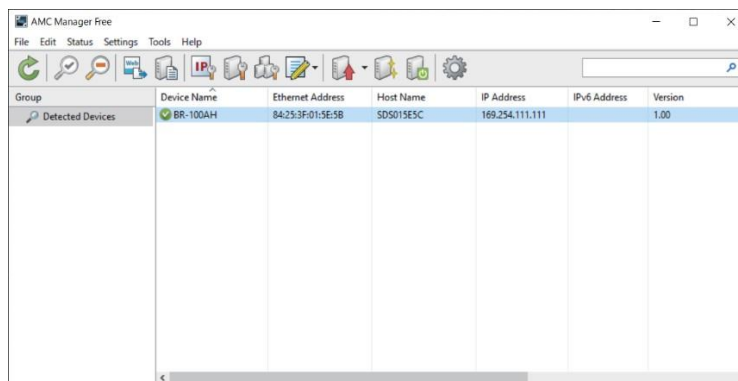 AMC Manager Free
File Edit Status Settings Tools Help
Web IP
Group Device Name Ethernet Address Host Name IP Address IPv6 Address Version
Detected Devices BR-100AH 84:25:3F:01:5E:5B SDS015E5C 169.254.111.111 1.00